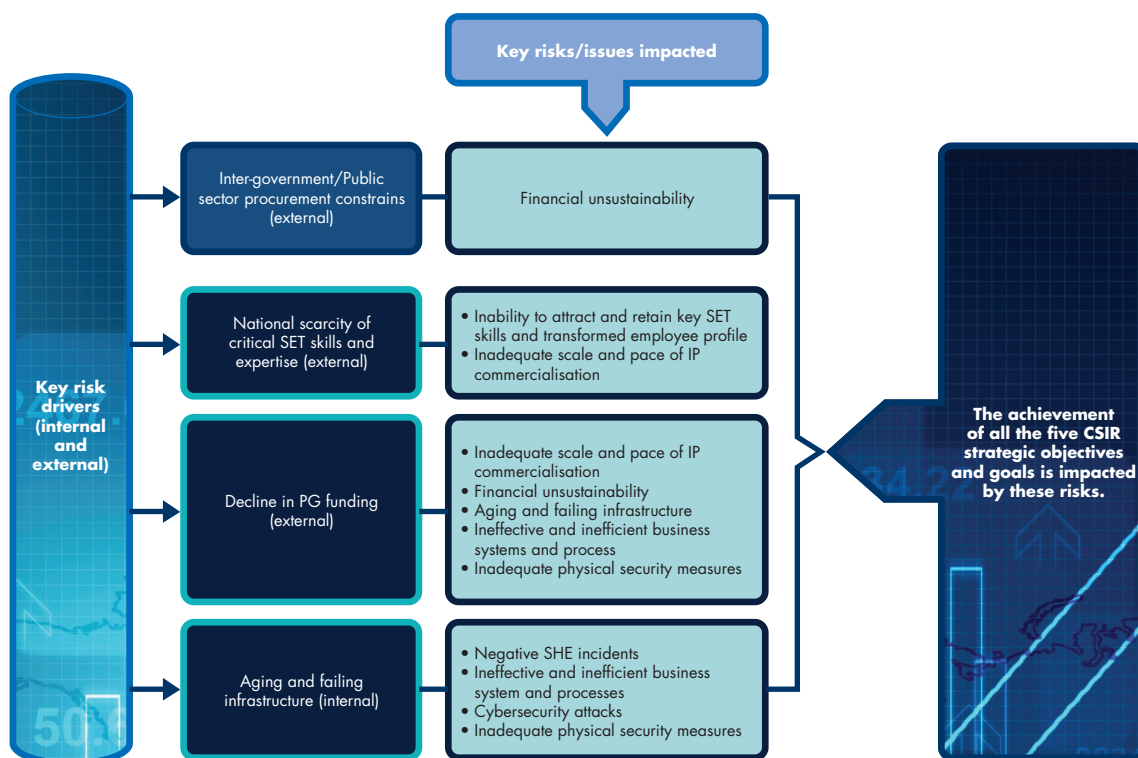 Key risks/issues impacted
Key risk
drivers
(internal
and
external)
Inter-government/Public
sector procurement constrains
(external)
Financial unsustainability
National scarcity of
critical SET skills and
expertise (external)
• Inability to attract and retain key SET
skills and transformed employee profile
• Inadequate scale and pace of IP
commercialisation
Decline in PG funding
(external)
• Inadequate scale and pace of IP
commercialisation
• Financial unsustainability
• Aging and failing infrastructure
• Ineffective and inefficient business
systems and process
• Inadequate physical security measures
Aging and failing
infrastructure (internal)
• Negative SHE incidents
• Ineffective and inefficient business
system and processes
• Cybersecurity attacks
• Inadequate physical security measures
The achievement
of all the five CSIR
strategic objectives
and goals is impacted
by these risks.
34.22